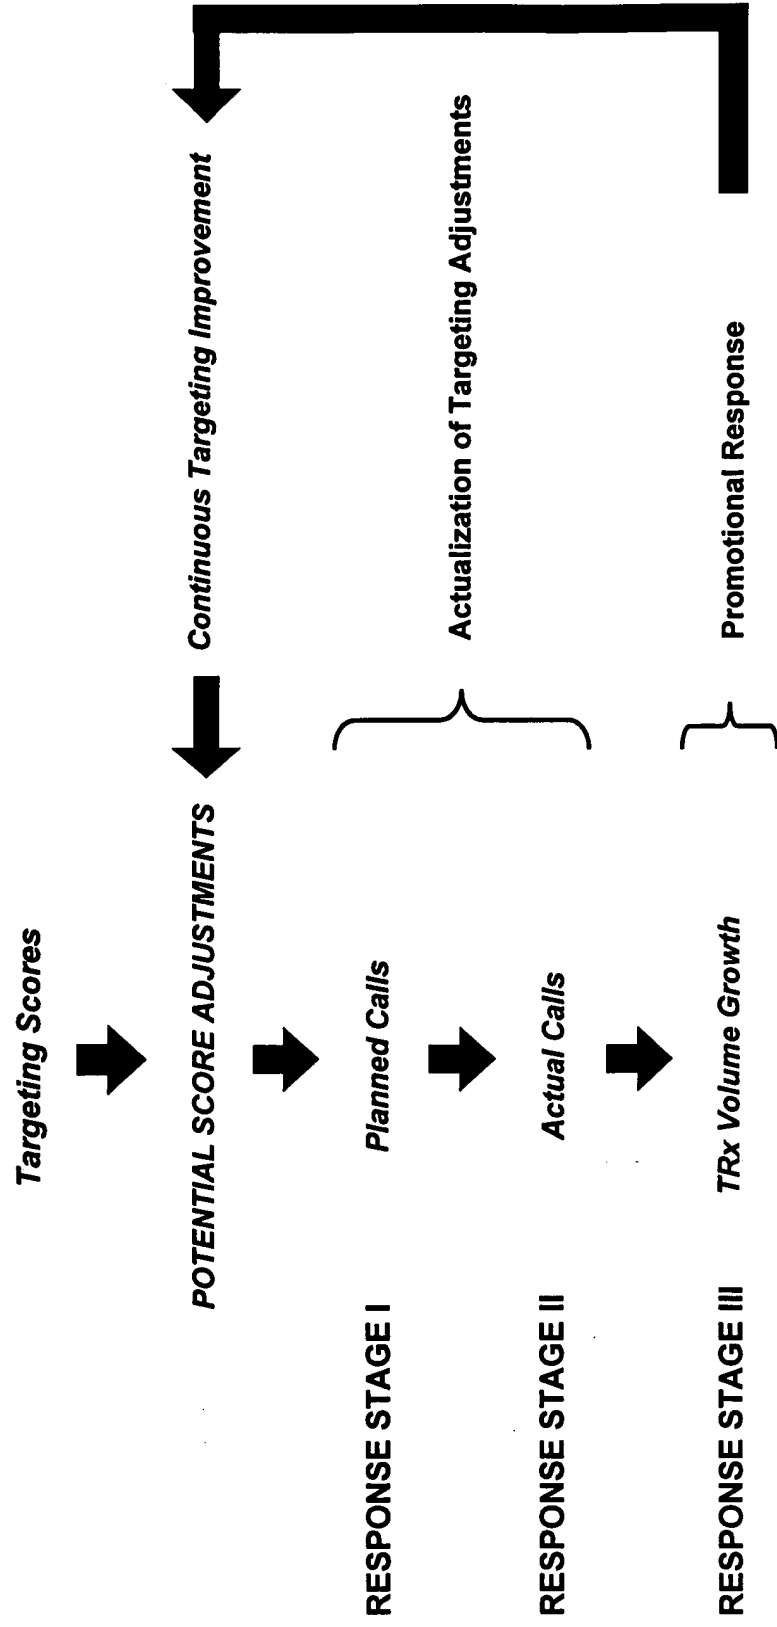 Targeting Scores
POTENTIAL SCORE ADJUSTMENTS
Continuous Targeting Improvement
RESPONSE STAGE I
Planned Calls
Actualization of Targeting Adjustments
RESPONSE STAGE II
Actual Calls
RESPONSE STAGE III
TRx Volume Growth
Promotional Response